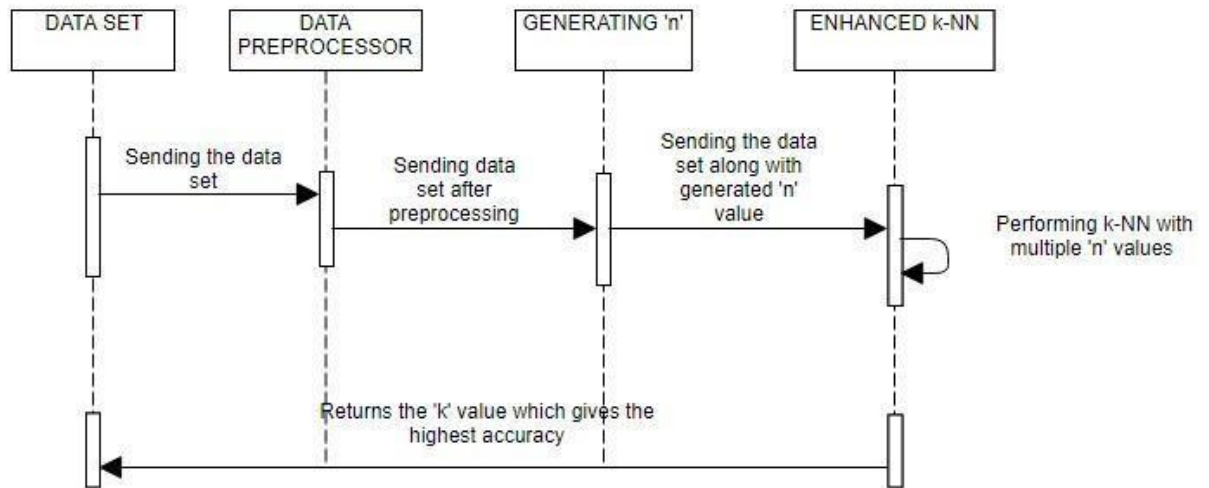 DATA SET
DATA
PREPROCESSOR
GENERATING 'n'
ENHANCED k-NN
Sending the data
set
Sending data
set after
preprocessing
Sending the data
set along with
generated 'n'
value
Performing k-NN with
multiple 'n' values
Returns the 'k' value which gives the
highest accuracy